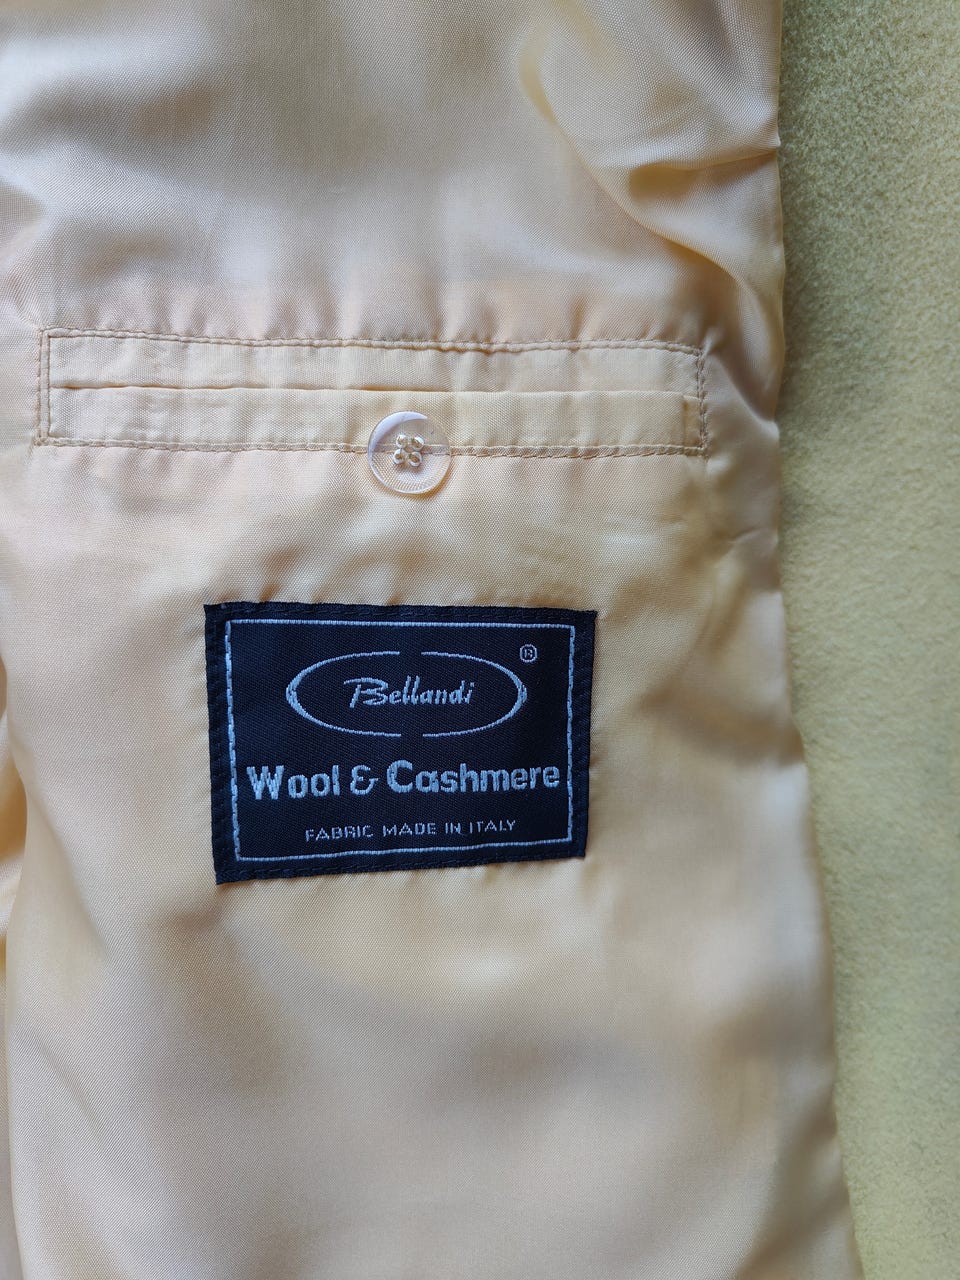 Bellandi ®
Wool & Cashmere
FABRIC MADE IN ITALY